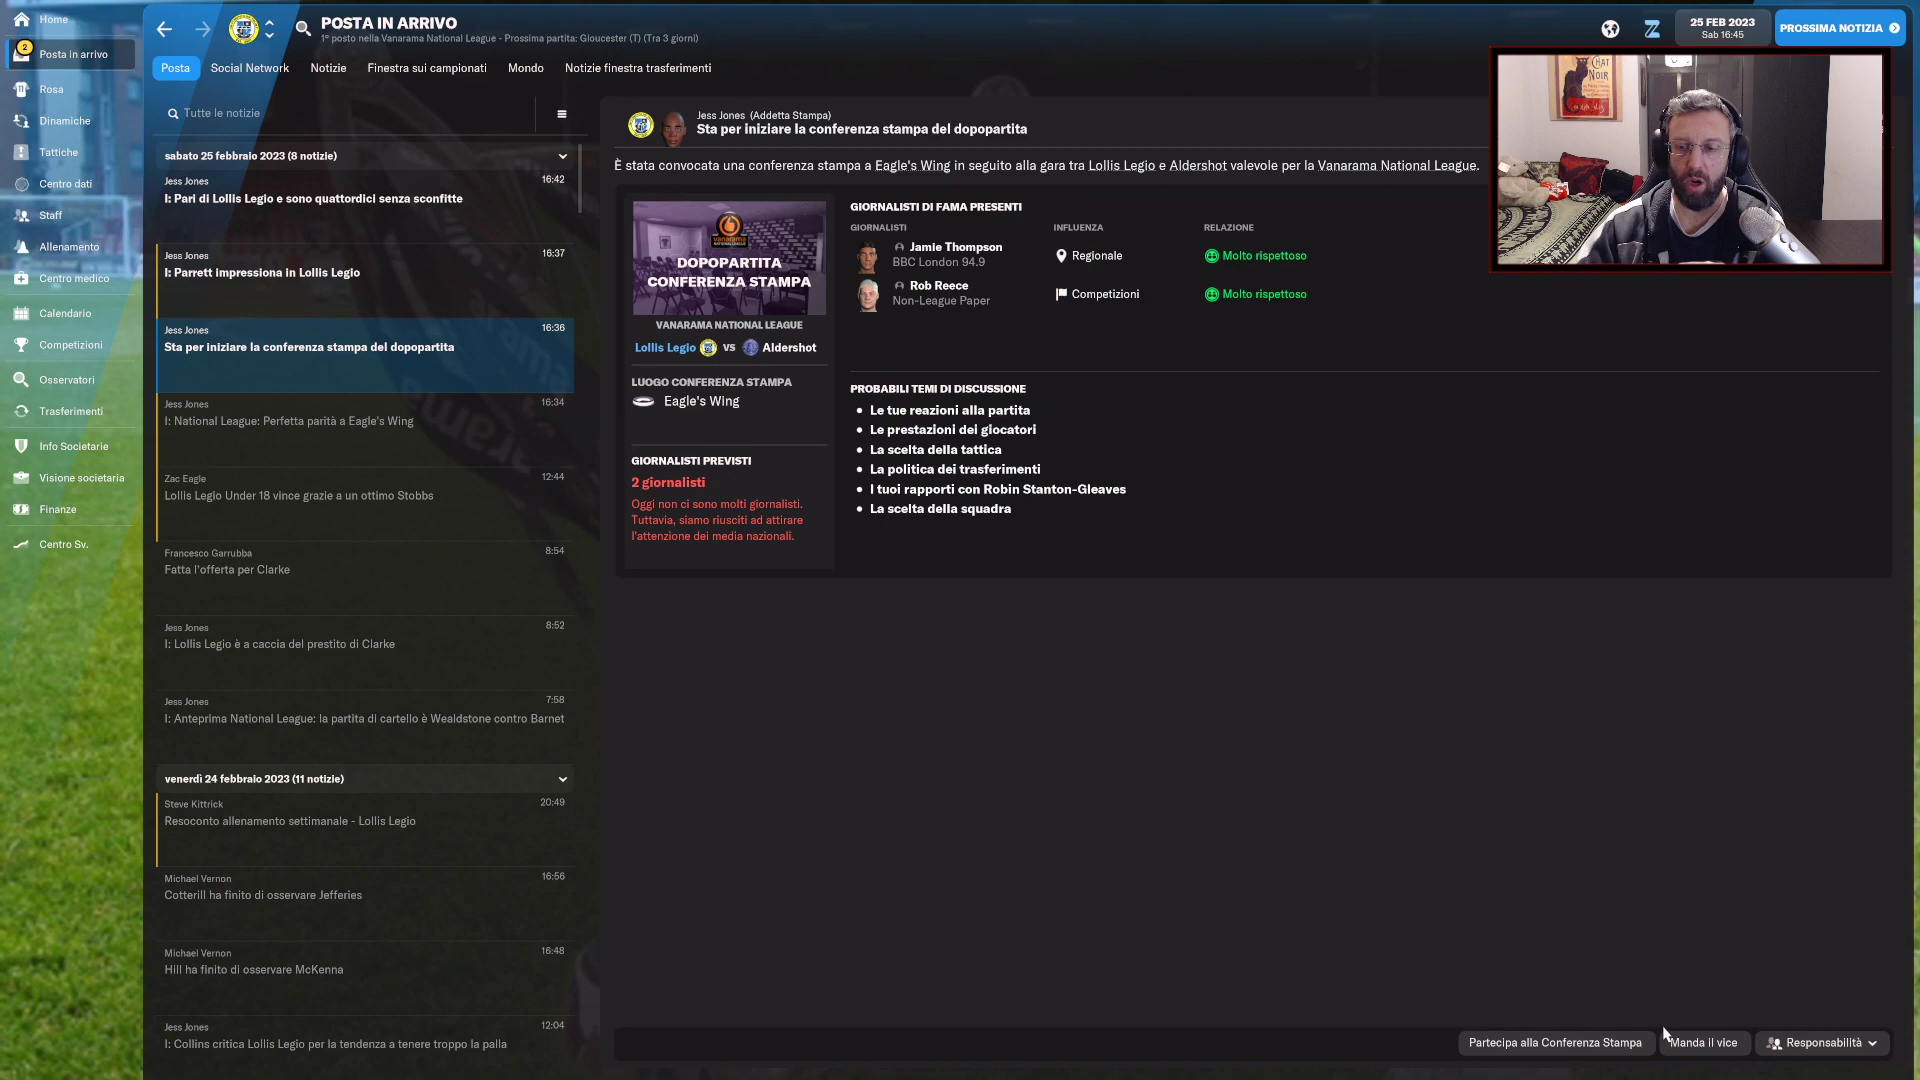 Home
2
Posta in arrivo
Rosa
Dinamiche
Tattiche
Centro dati
Staff
Allenamento
Centro medico
Calendario
Competizioni
Osservatori
Trasferimenti
Info Societarie
Visione societaria
Finanze
Centro Sv.
POSTA IN ARRIVO
1° posto nella Vanarama National League - Prossima partita: Gloucester (T) (Tra 3 giorni)
25 FEB 2023
Sab 16:45
PROSSIMA NOTIZIA
Posta
Social Network
Notizie
Finestra sui campionati
Mondo
Notizie finestra trasferimenti
Tutte le notizie
sabato 25 febbraio 2023 (8 notizie)
Jess Jones 16:42
I: Pari di Lollis Legio e sono quattordici senza sconfitte
Jess Jones 16:37
I: Parrett impressiona in Lollis Legio
Jess Jones 16:36
Sta per iniziare la conferenza stampa del dopopartita
Jess Jones 16:34
I: National League: Perfetta parità a Eagle's Wing
Zac Eagle 12:44
Lollis Legio Under 18 vince grazie a un ottimo Stobbs
Francesco Garrubba 8:54
Fatta l'offerta per Clarke
Jess Jones 8:52
I: Lollis Legio è a caccia del prestito di Clarke
Jess Jones 7:58
I: Anteprima National League: la partita di cartello è Wealdstone contro Barnet
venerdì 24 febbraio 2023 (11 notizie)
Steve Kittrick 20:49
Resoconto allenamento settimanale - Lollis Legio
Michael Vernon 16:56
Cotterill ha finito di osservare Jefferies
Michael Vernon 16:48
Hill ha finito di osservare McKenna
Jess Jones 12:04
I: Collins critica Lollis Legio per la tendenza a tenere troppo la palla
Jess Jones (Addetta Stampa)
Sta per iniziare la conferenza stampa del dopopartita
È stata convocata una conferenza stampa a Eagle's Wing in seguito alla gara tra Lollis Legio e Aldershot valevole per la Vanarama National League.
vanarama
NATIONAL LEAGUE
DOPOPARTITA
CONFERENZA STAMPA
VANARAMA NATIONAL LEAGUE
Lollis Legio VS Aldershot
LUOGO CONFERENZA STAMPA
Eagle's Wing
GIORNALISTI PREVISTI
2 giornalisti
Oggi non ci sono molti giornalisti.
Tuttavia, siamo riusciti ad attirare
l'attenzione dei media nazionali.
GIORNALISTI DI FAMA PRESENTI
GIORNALISTI INFLUENZA RELAZIONE
Jamie Thompson
BBC London 94.9
Regionale
Molto rispettoso
Rob Reece
Non-League Paper
Competizioni
Molto rispettoso
PROBABILI TEMI DI DISCUSSIONE
• Le tue reazioni alla partita
• Le prestazioni dei giocatori
• La scelta della tattica
• La politica dei trasferimenti
• I tuoi rapporti con Robin Stanton-Gleaves
• La scelta della squadra
CHAT
NOIR
Partecipa alla Conferenza Stampa
Manda il vice
Responsabilità